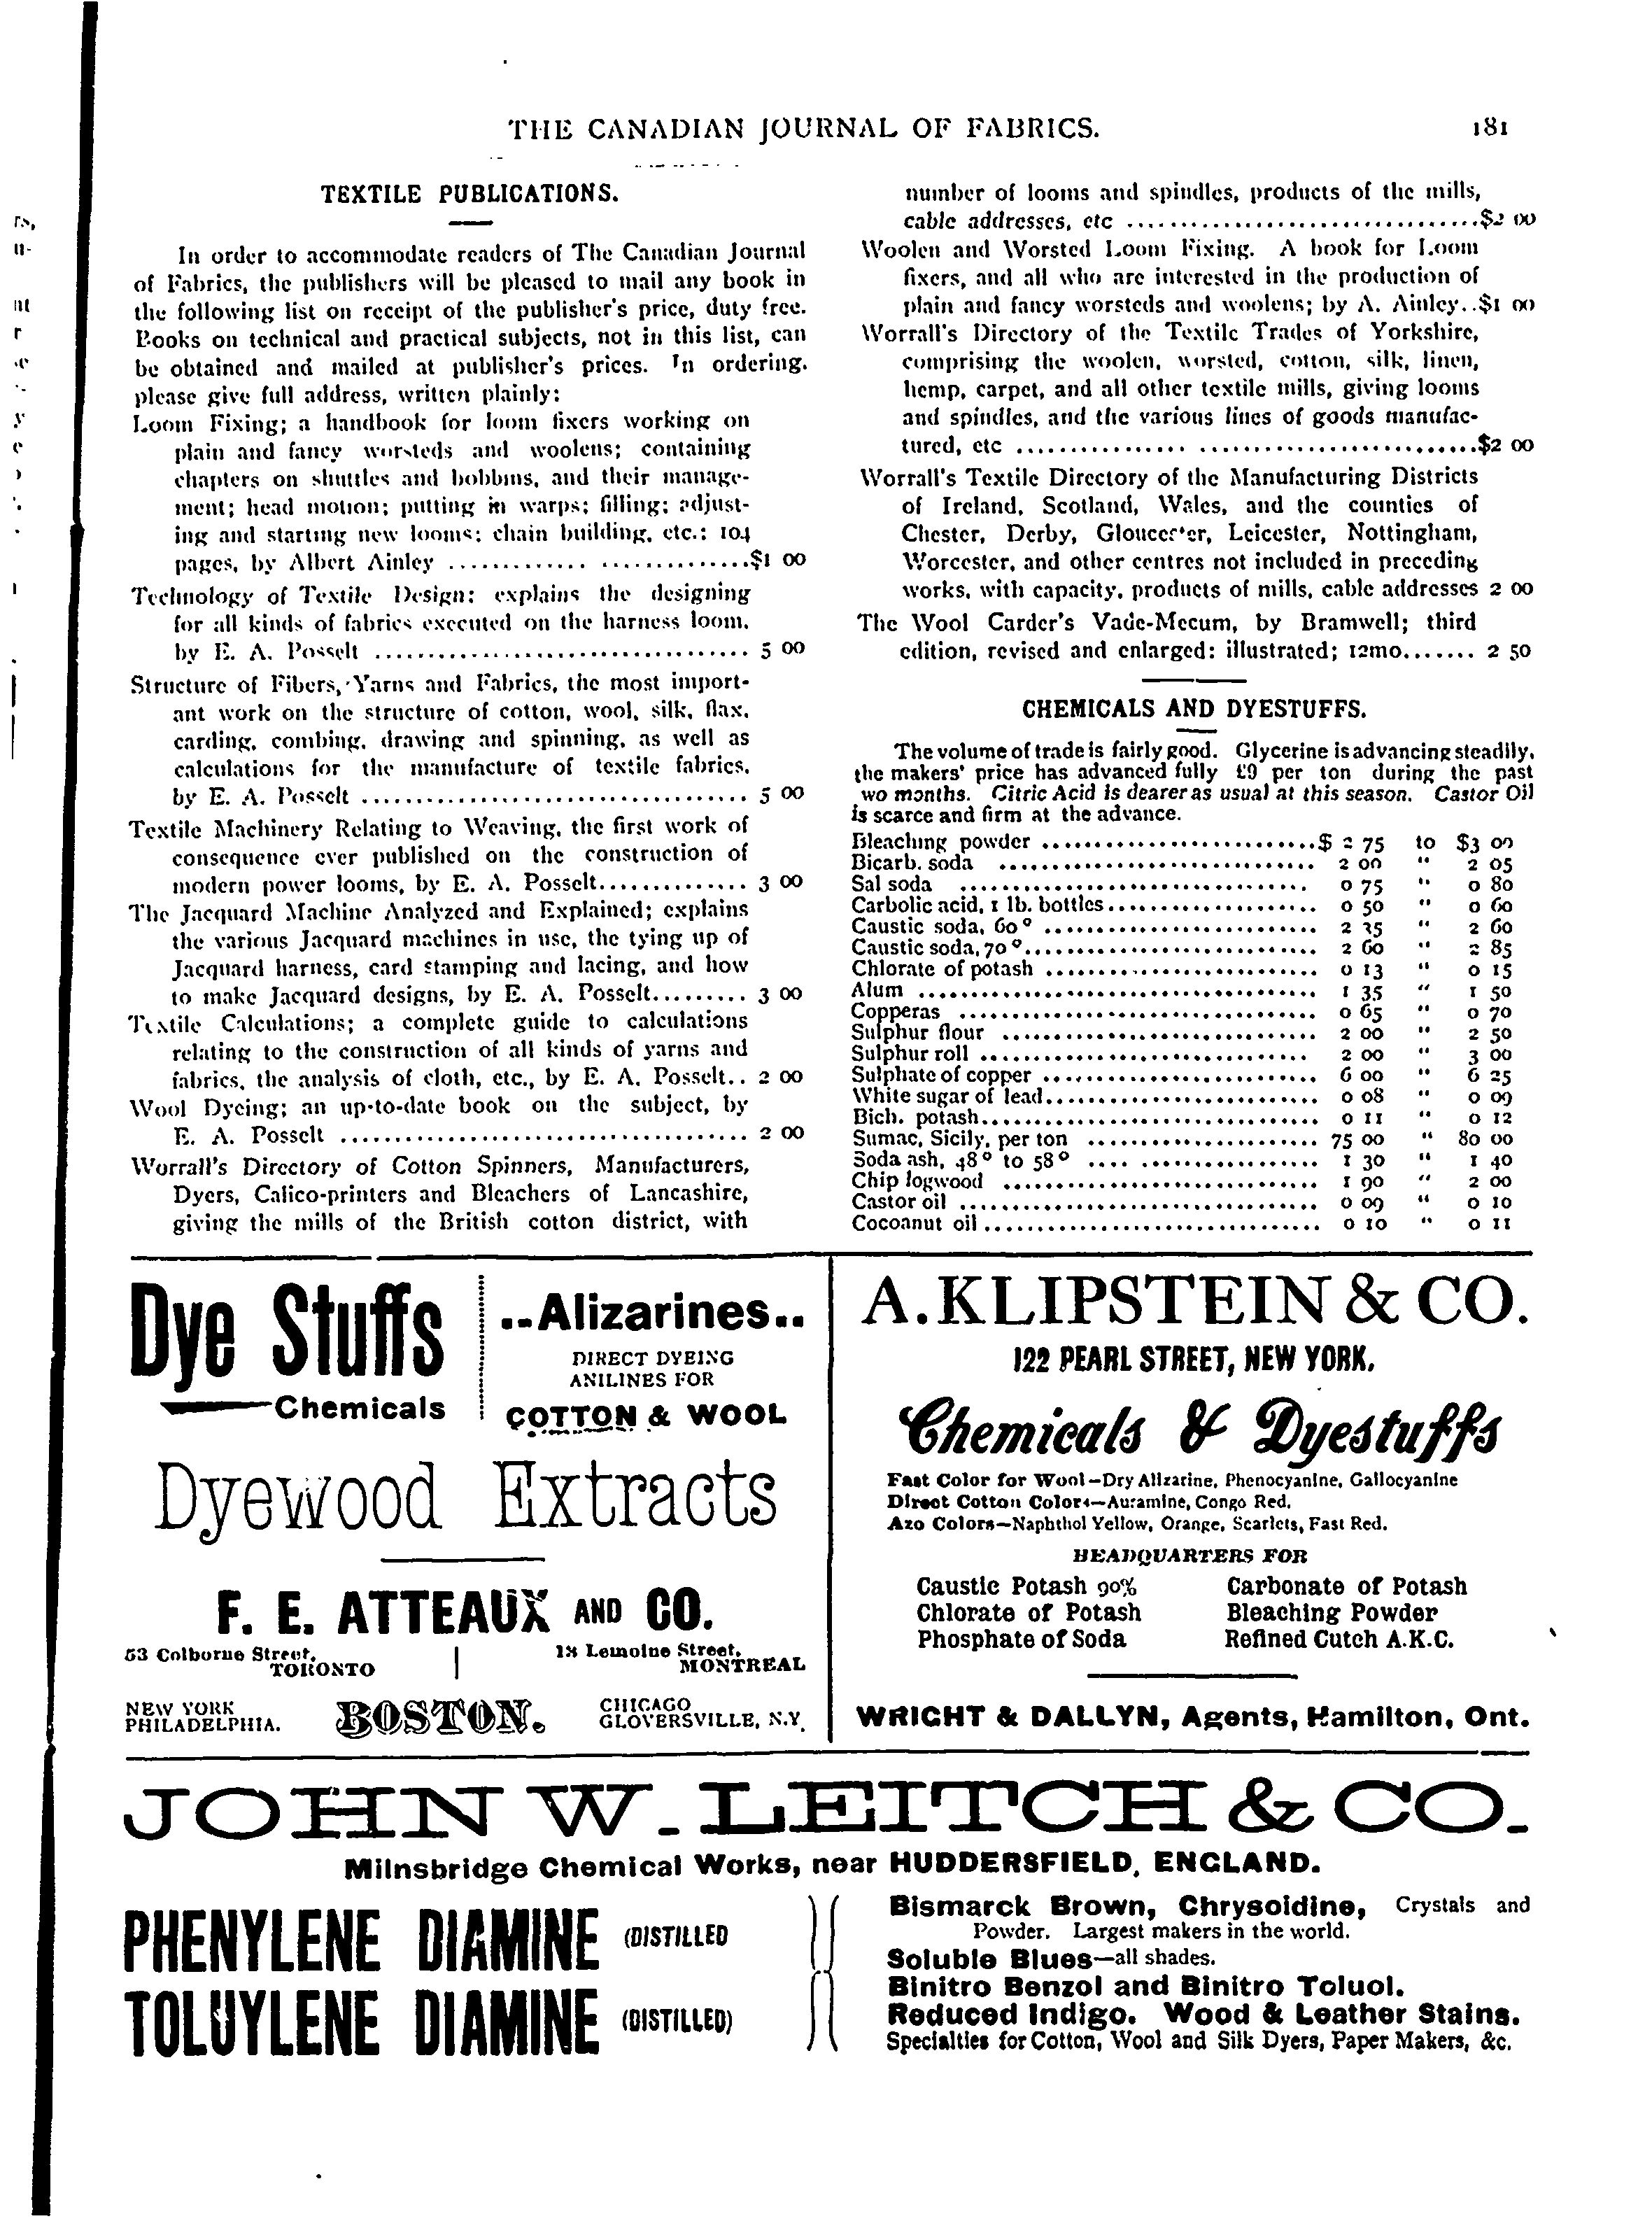 THE CANADIAN JOURNAL OF FABRICS.
181
TEXTILE PUBLICATIONS.
In order to accommodate readers of The Canadian Journal
of Fabrics, the publishers will be pleased to mail any book in
the following list on receipt of the publisher's price, duty free.
Books on technical and practical subjects, not in this list, can
be obtained and mailed at publisher's prices. In ordering,
please give full address, written plainly:
Loom Fixing; a handbook for loom fixers working on
plain and fancy worsteds and woolens; containing
chapters on shuttles and bobbins, and their manage-
ment; head motion; putting in warps; filling; adjust-
ing and starting new looms; chain building, etc.; 104
pages, by Albert Ainley .............................$1 00
Technology of Textile Design; explains the designing
for all kinds of fabrics executed on the harness loom,
by E. A. Posselt .................................... 5 00
Structure of Fibers, Yarns and Fabrics, the most import-
ant work on the structure of cotton, wool, silk, flax,
carding, combing, drawing and spinning, as well as
calculations for the manufacture of textile fabrics,
by E. A. Posselt .................................... 5 00
Textile Machinery Relating to Weaving, the first work of
consequence ever published on the construction of
modern power looms, by E. A. Posselt.............. 3 00
The Jacquard Machine Analyzed and Explained; explains
the various Jacquard machines in use, the tying up of
Jacquard harness, card stamping and lacing, and how
to make Jacquard designs, by E. A. Posselt......... 3 00
Textile Calculations; a complete guide to calculations
relating to the construction of all kinds of yarns and
fabrics, the analysis of cloth, etc., by E. A. Posselt.. 2 00
Wool Dyeing; an up-to-date book on the subject, by
E. A. Posselt ...................................... 2 00
Worrall's Directory of Cotton Spinners, Manufacturers,
Dyers, Calico-printers and Bleachers of Lancashire,
giving the mills of the British cotton district, with
number of looms and spindles, products of the mills,
cable addresses, etc .................................$2 00
Woolen and Worsted Loom Fixing. A book for Loom
fixers, and all who are interested in the production of
plain and fancy worsteds and woolens; by A. Ainley..$1 00
Worrall's Directory of the Textile Trades of Yorkshire,
comprising the woolen, worsted, cotton, silk, linen,
hemp, carpet, and all other textile mills, giving looms
and spindles, and the various lines of goods manufac-
tured, etc ..........................................$2 00
Worrall's Textile Directory of the Manufacturing Districts
of Ireland, Scotland, Wales, and the counties of
Chester, Derby, Gloucester, Leicester, Nottingham,
Worcester, and other centres not included in preceding
works, with capacity, products of mills, cable addresses 2 00
The Wool Carder's Vade-Mecum, by Bramwell; third
edition, revised and enlarged; illustrated; 12mo....... 2 50
CHEMICALS AND DYESTUFFS.
The volume of trade is fairly good. Glycerine is advancing steadily,
the makers' price has advanced fully £9 per ton during the past
wo months. Citric Acid is dearer as usual at this season. Castor Oil
is scarce and firm at the advance.
Bleaching powder ..........................$ 2 75 to $3 00
Bicarb. soda .............................. 2 00 " 2 05
Sal soda ................................. 0 75 " 0 80
Carbolic acid, 1 lb. bottles.................... 0 50 " 0 60
Caustic soda, 60° .......................... 2 35 " 2 60
Caustic soda, 70°............................ 2 60 " 2 85
Chlorate of potash .......................... 0 13 " 0 15
Alum ...................................... 1 35 " 1 50
Copperas .................................. 0 65 " 0 70
Sulphur flour .............................. 2 00 " 2 50
Sulphur roll ............................... 2 00 " 3 00
Sulphate of copper .......................... 6 00 " 6 25
White sugar of lead.......................... 0 08 " 0 09
Bich. potash................................ 0 11 " 0 12
Sumac, Sicily, per ton ...................... 75 00 " 80 00
Soda ash, 48° to 58° .... ................. 1 30 " 1 40
Chip logwood .............................. 1 90 " 2 00
Castor oil .................................. 0 09 " 0 10
Cocoanut oil................................ 0 10 " 0 11
Dye Stuffs
Chemicals
..Alizarines..
DIRECT DYEING
ANILINES FOR
COTTON & WOOL
Dyewood Extracts
F. E. ATTEAUX AND CO.
53 Colborne Street,
TORONTO
13 Lemoine Street,
MONTREAL
NEW YORK
PHILADELPHIA.
BOSTON.
CHICAGO
GLOVERSVILLE, N.Y.
A. KLIPSTEIN & CO.
122 PEARL STREET, NEW YORK.
Chemicals & Dyestuffs
Fast Color for Wool—Dry Alizarine, Phenocyanine, Gallocyanine
Direct Cotton Colors—Auramine, Congo Red.
Azo Colors—Naphthol Yellow, Orange, Scarlets, Fast Red.
HEADQUARTERS FOR
Caustic Potash 90% Carbonate of Potash
Chlorate of Potash Bleaching Powder
Phosphate of Soda Refined Cutch A.K.C.
WRIGHT & DALLYN, Agents, Hamilton, Ont.
JOHN W. LEITCH & CO.
Milnsbridge Chemical Works, near HUDDERSFIELD, ENGLAND.
PHENYLENE DIAMINE (DISTILLED
TOLUYLENE DIAMINE (DISTILLED)
Bismarck Brown, Chrysoidine, Crystals and
Powder. Largest makers in the world.
Soluble Blues—all shades.
Binitro Benzol and Binitro Toluol.
Reduced Indigo. Wood & Leather Stains.
Specialties for Cotton, Wool and Silk Dyers, Paper Makers, &c.